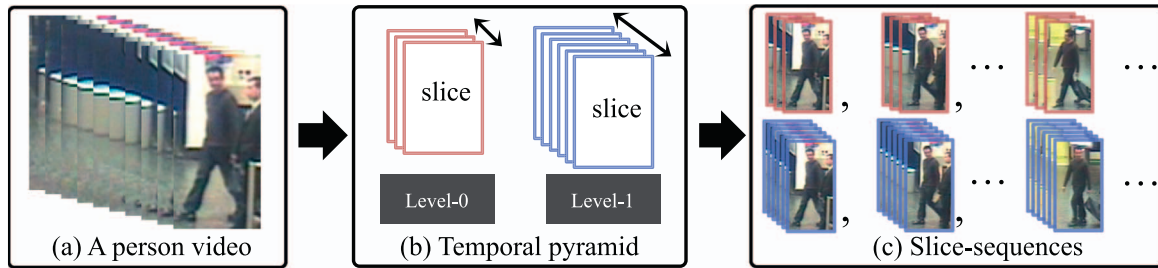 slice
slice
Level-0
Level-1
, , ... ...
, , ... ...
(a) A person video
(b) Temporal pyramid
(c) Slice-sequences